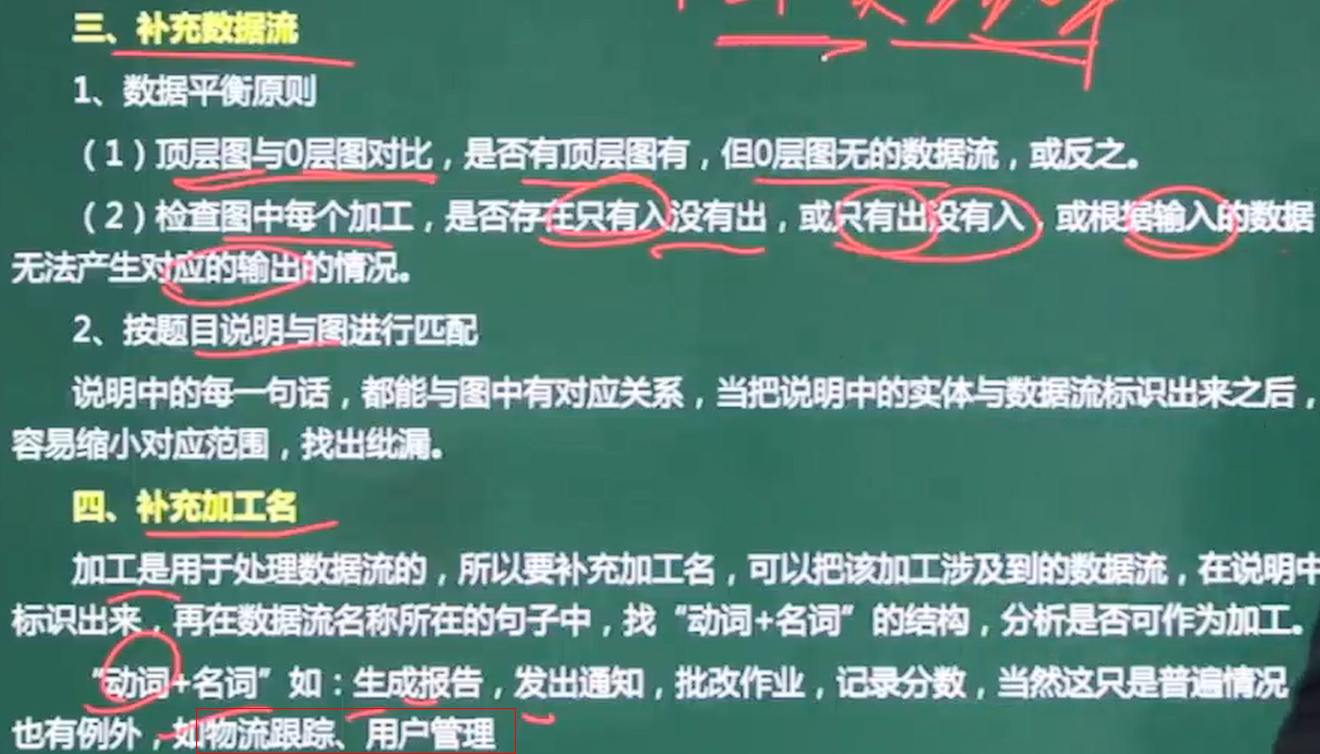 三、补充数据流
1、数据平衡原则
（1）顶层图与0层图对比，是否有顶层图有，但0层图无的数据流，或反之。
（2）检查图中每个加工，是否存在只有入没有出，或只有出没有入，或根据输入的数据
无法产生对应的输出的情况。
2、按题目说明与图进行匹配
说明中的每一句话，都能与图中有对应关系，当把说明中的实体与数据流标识出来之后，
容易缩小对应范围，找出纰漏。
四、补充加工名
加工是用于处理数据流的，所以要补充加工名，可以把该加工涉及到的数据流，在说明中
标识出来，再在数据流名称所在的句子中，找“动词+名词”的结构，分析是否可作为加工。
“动词+名词”如：生成报告，发出通知，批改作业，记录分数，当然这只是普遍情况
也有例外，如物流跟踪、用户管理